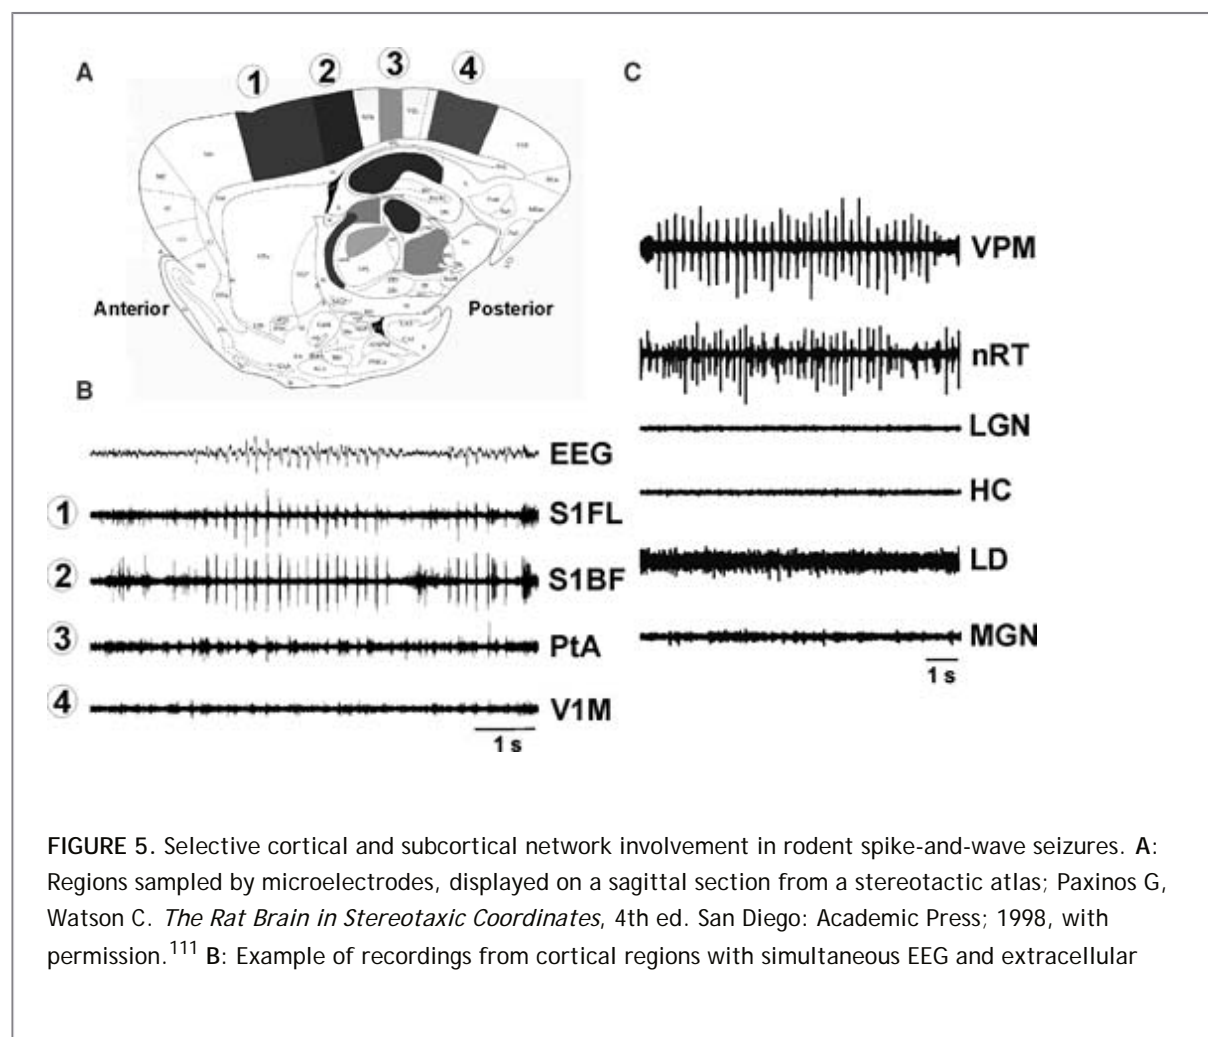 A
1
2
3
4
Anterior
Posterior
B
EEG
1
S1FL
2
S1BF
3
PtA
4
V1M
1 s
C
VPM
nRT
LGN
HC
LD
MGN
1 s
FIGURE 5. Selective cortical and subcortical network involvement in rodent spike-and-wave seizures. A:
Regions sampled by microelectrodes, displayed on a sagittal section from a stereotactic atlas; Paxinos G,
Watson C. The Rat Brain in Stereotaxic Coordinates, 4th ed. San Diego: Academic Press; 1998, with
permission.111 B: Example of recordings from cortical regions with simultaneous EEG and extracellular